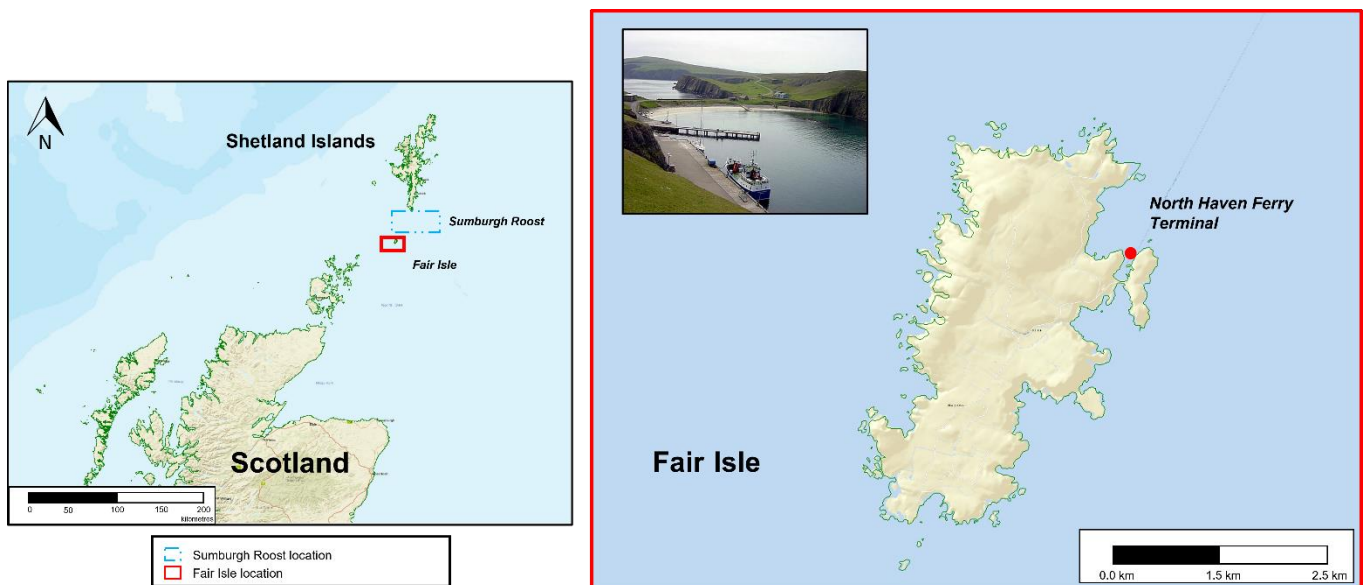 N
Shetland Islands
Sumburgh Roost
Fair Isle
Scotland
0 50 100 200
kilometres
Sumburgh Roost location
Fair Isle location
North Haven Ferry
Terminal
Fair Isle
0.0 km 1.5 km 2.5 km